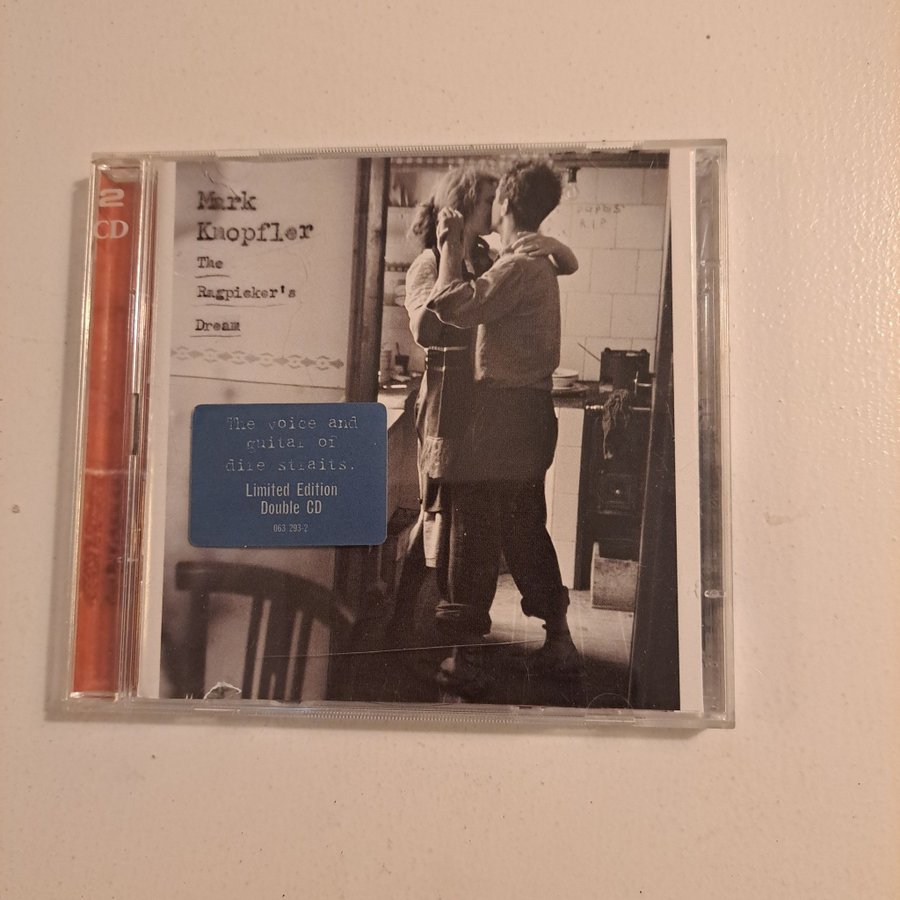 2
CD
Mark
Knopfler
The
Ragpicker's
Dream
The voice and
guitar of
dire straits.
Limited Edition
Double CD
063 293-2
R.I.P.